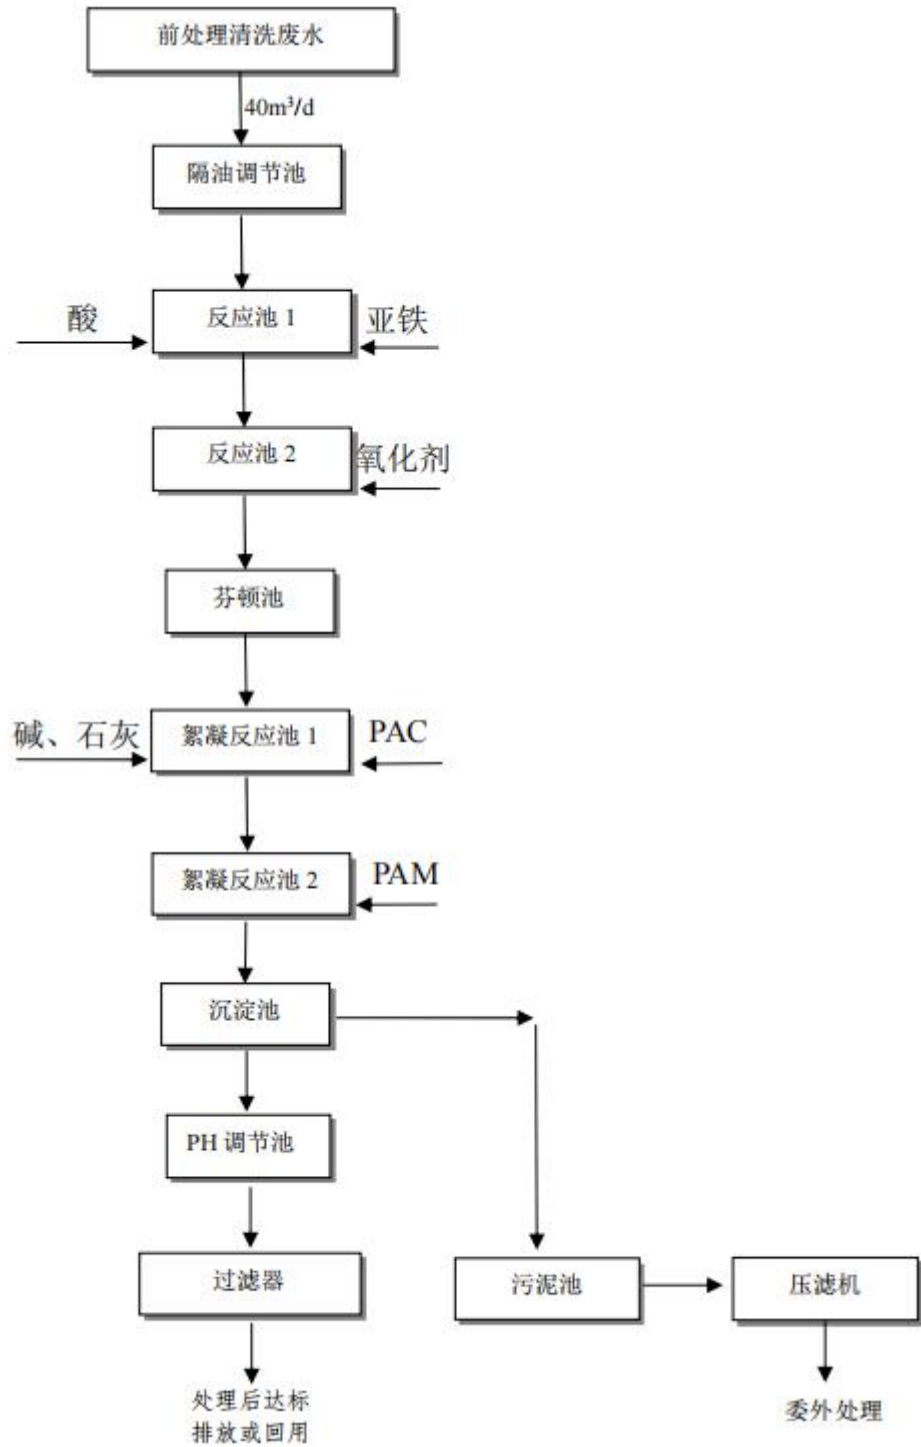 前处理清洗废水
40m³/d
隔油调节池
酸
反应池 1
亚铁
反应池 2
氧化剂
芬顿池
碱、石灰
絮凝反应池 1
PAC
絮凝反应池 2
PAM
沉淀池
PH 调节池
过滤器
污泥池
压滤机
处理后达标
排放或回用
委外处理